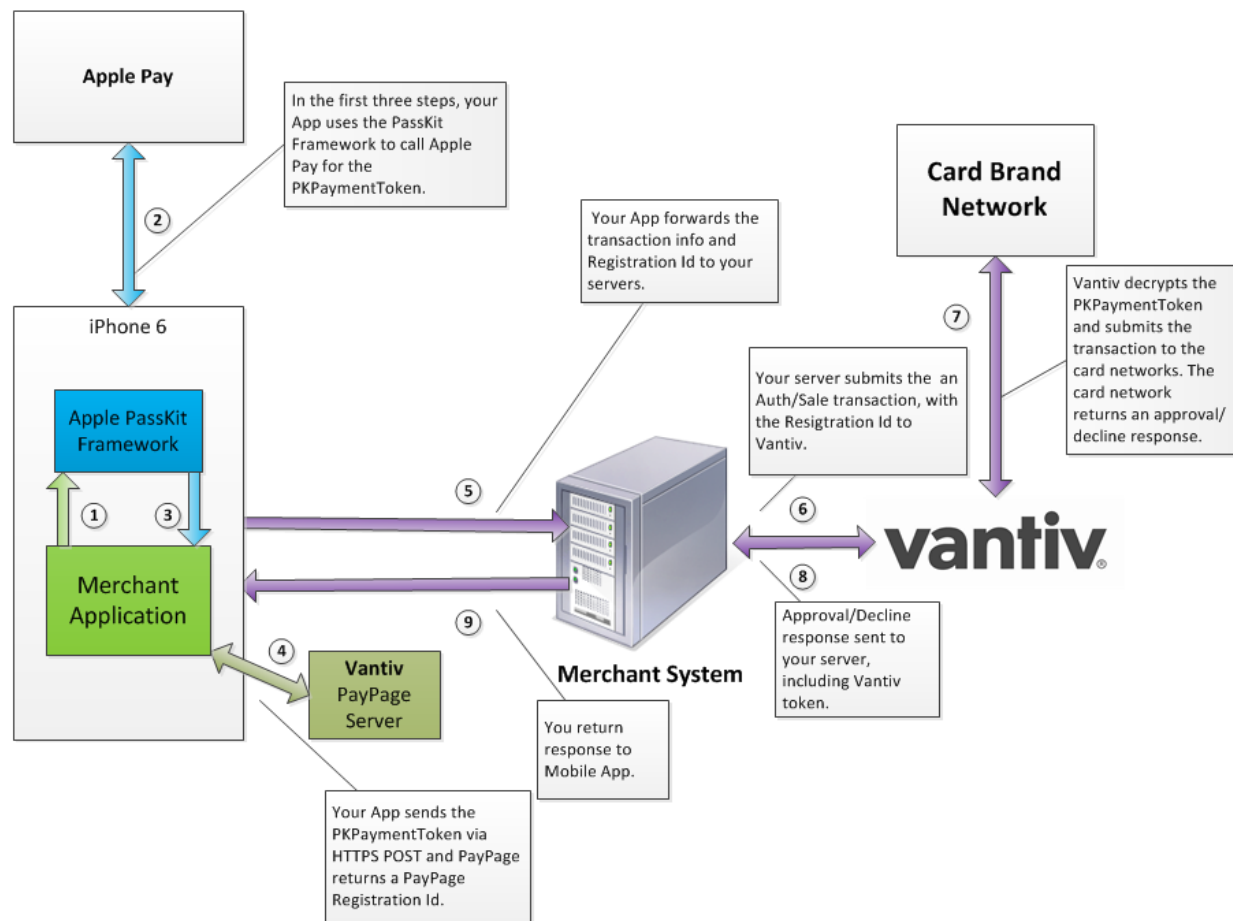 Apple Pay
In the first three steps, your
App uses the PassKit
Framework to call Apple
Pay for the
PKPaymentToken.
2
Card Brand
Network
Your App forwards the
transaction info and
Registration Id to your
servers.
iPhone 6
7
Vantiv decrypts the
PKPaymentToken
and submits the
transaction to the
card networks. The
card network
returns an approval/
decline response.
Your server submits the  an
Auth/Sale transaction, with
the Resigtration Id to
Vantiv.
Apple PassKit
Framework
1
3
5
6
vantiv®
8
Merchant
Application
9
4
Vantiv
PayPage
Server
Merchant System
Approval/Decline
response sent to
your server,
including Vantiv
token.
You return
response to
Mobile App.
Your App sends the
PKPaymentToken via
HTTPS POST and PayPage
returns a PayPage
Registration Id.